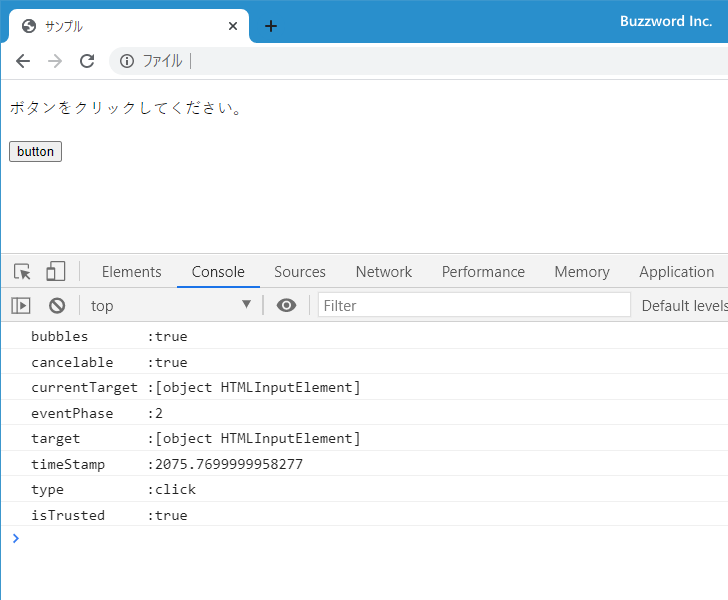 サンプル
Buzzword Inc.
ファイル
ボタンをクリックしてください。
button
Elements Console Sources Network Performance Memory Application
top Filter Default levels
bubbles :true
cancelable :true
currentTarget :[object HTMLInputElement]
eventPhase :2
target :[object HTMLInputElement]
timeStamp :2075.7699999958277
type :click
isTrusted :true